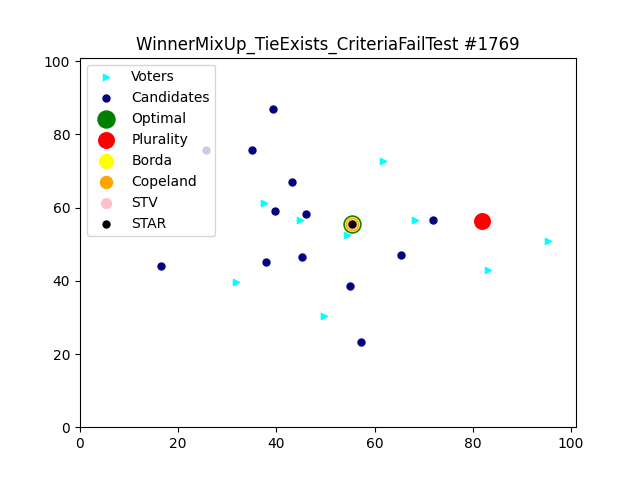 WinnerMixUp_TieExists_CriteriaFailTest #1769
100
80
60
40
20
0
Voters
Candidates
Optimal
Plurality
Borda
Copeland
STV
STAR
0 20 40 60 80 100